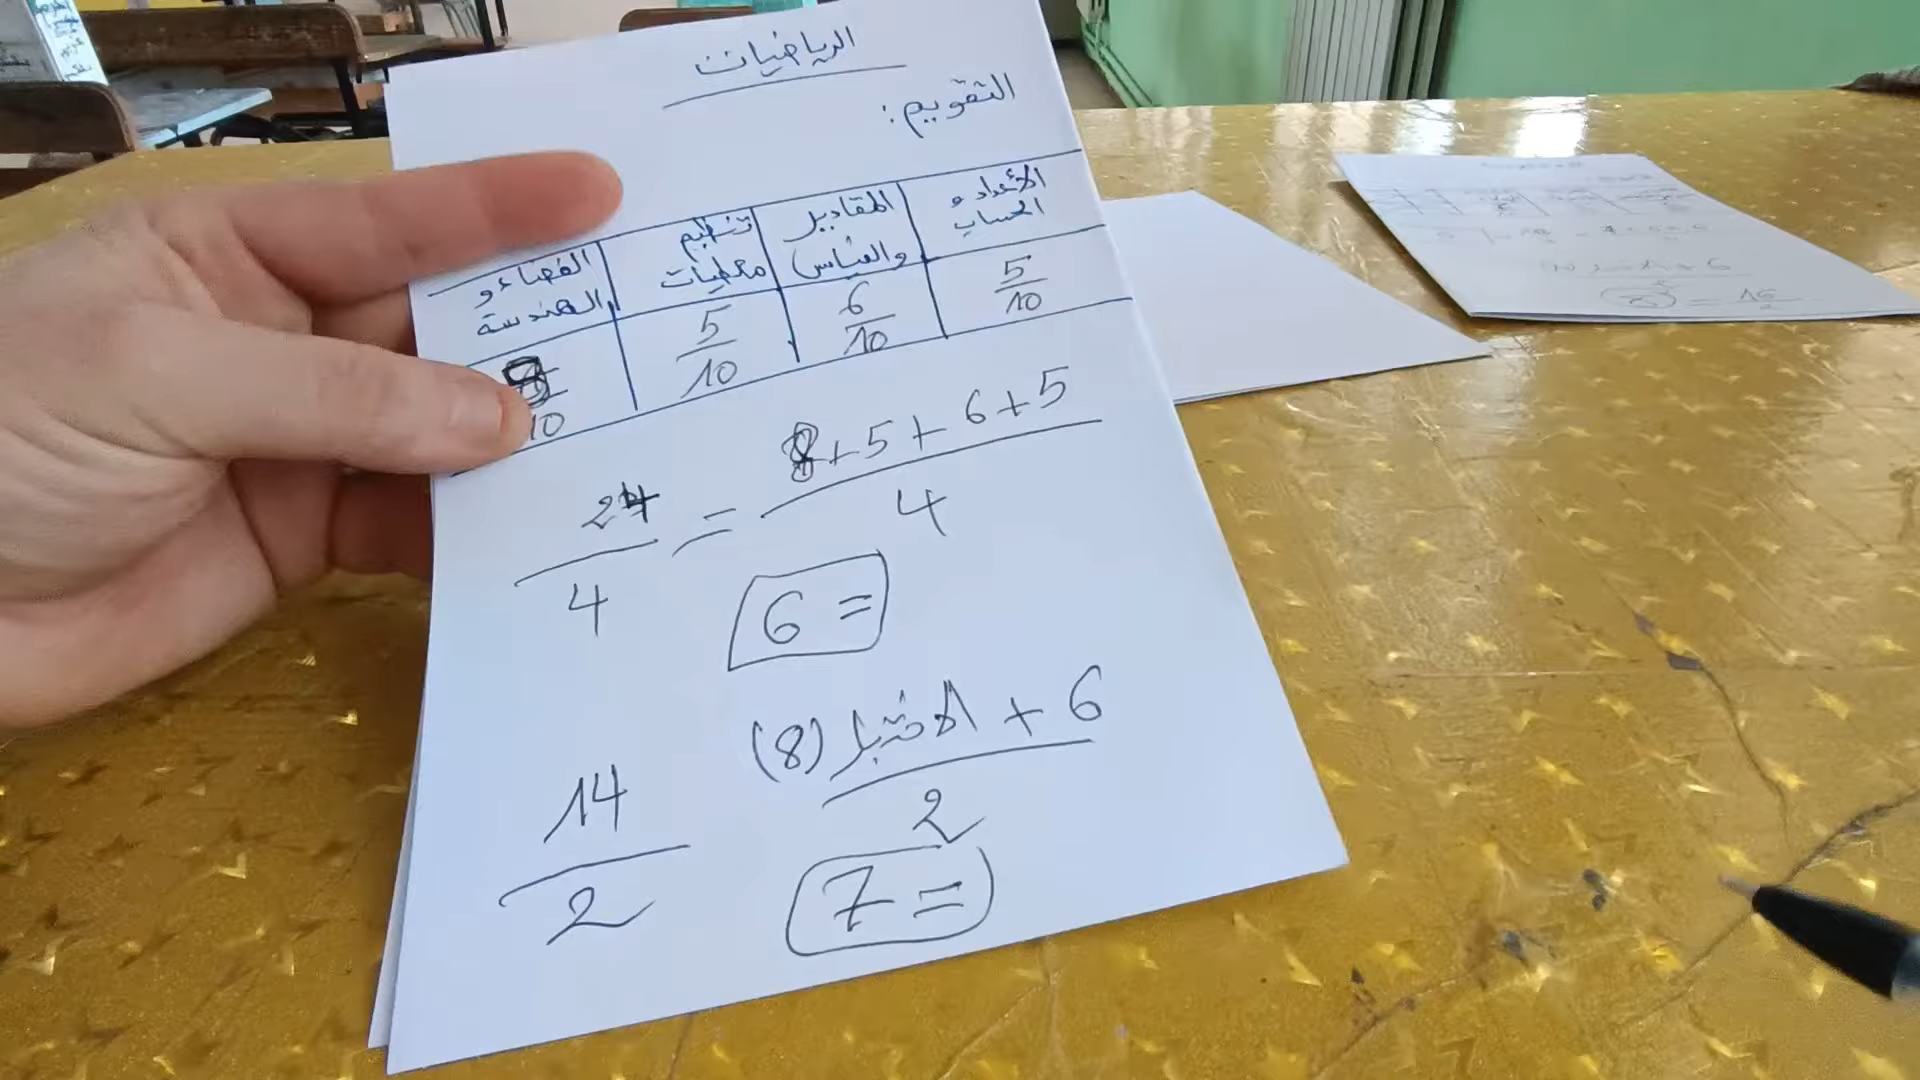 الرياضيات
التقويم:
الأعداد و الحساب | المقادير والقياس | تنظيم معطيات | الفضاء و الهندسة
5/10 | 6/10 | 5/10 | /10
8+5+6+5
4
=
24
4
6 =
(8) الاختبار + 6
2
14
2
7 =